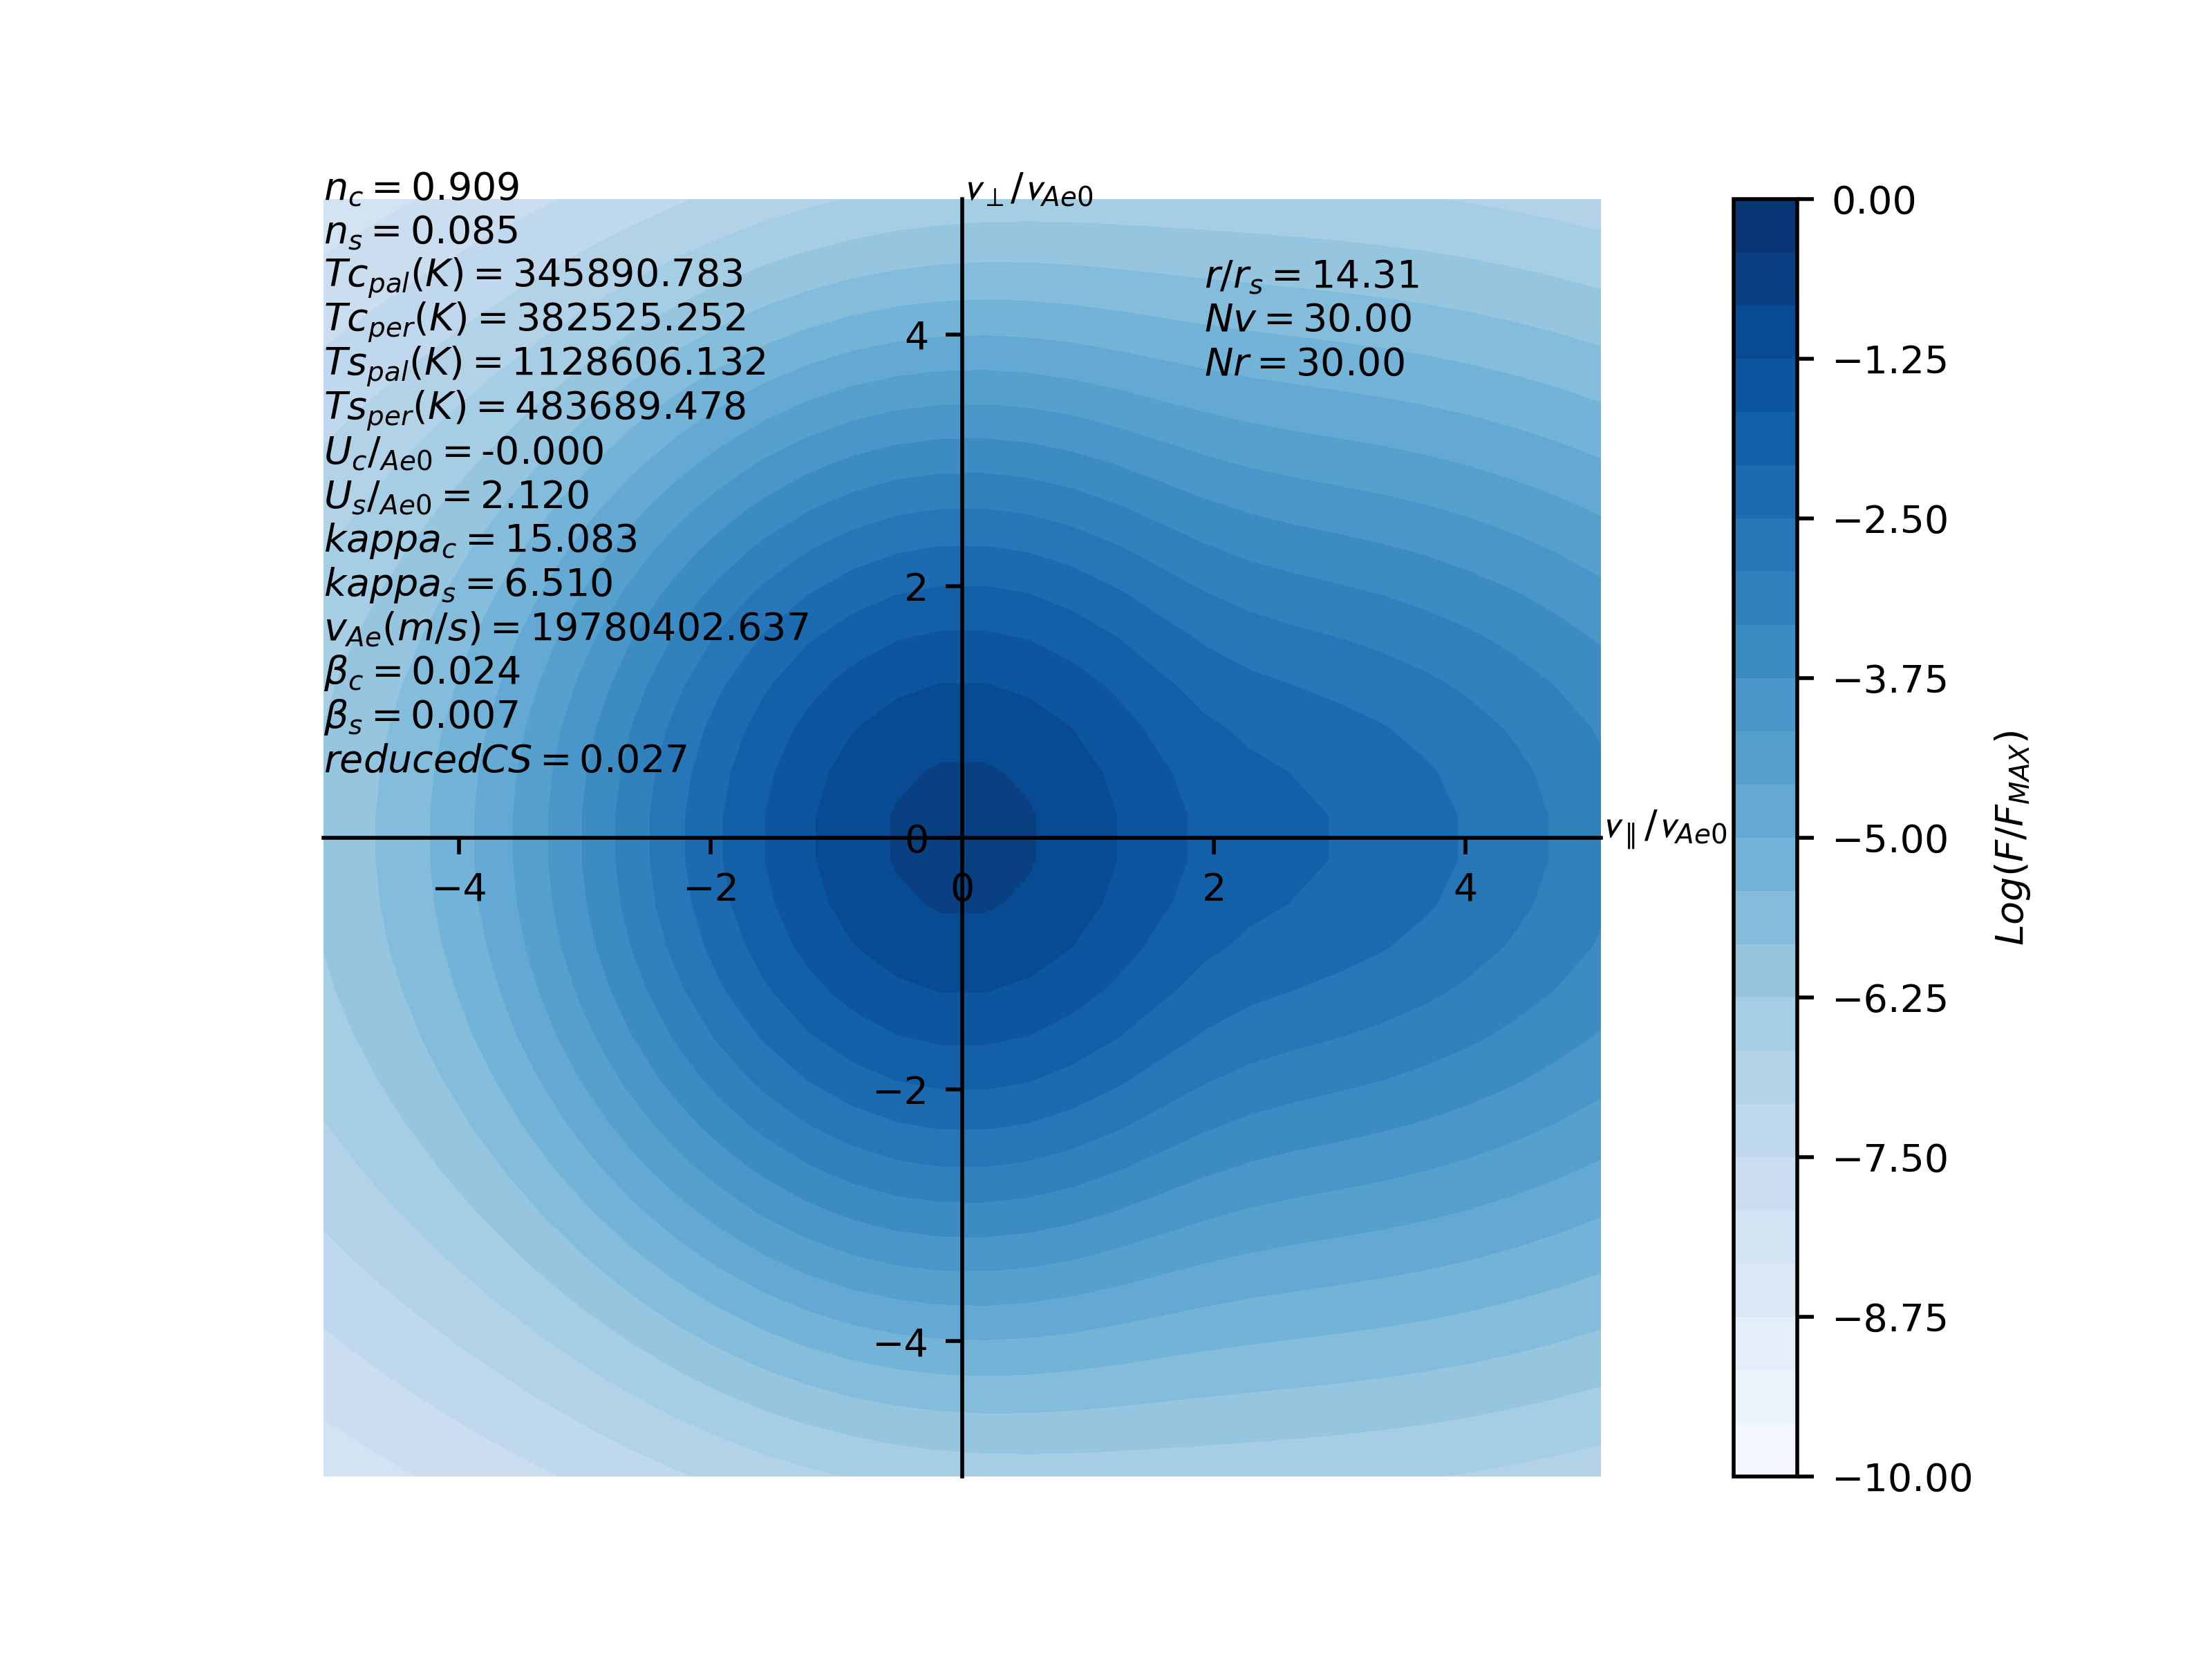 n_c = 0.909
n_s = 0.085
Tc_pal(K) = 345890.783
Tc_per(K) = 382525.252
Ts_pal(K) = 1128606.132
Ts_per(K) = 483689.478
U_c/_Ae0 = -0.000
U_s/_Ae0 = 2.120
kappa_c = 15.083
kappa_s = 6.510
v_Ae(m/s) = 19780402.637
β_c = 0.024
β_s = 0.007
reducedCS = 0.027
v_⊥/v_Ae0
r/r_s = 14.31
Nv = 30.00
Nr = 30.00
4
2
0
−2
−4
−4
−2
0
2
4
v_∥/v_Ae0
0.00
−1.25
−2.50
−3.75
−5.00
−6.25
−7.50
−8.75
−10.00
Log(F/F_MAX)